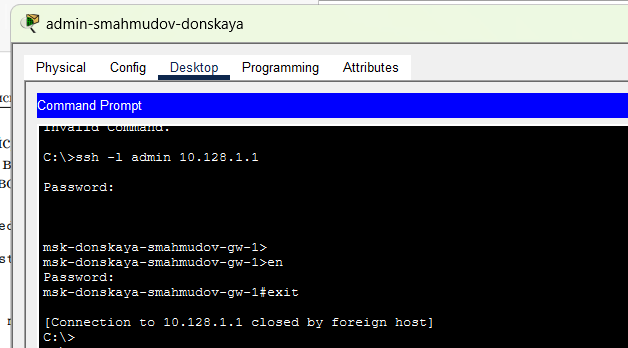 admin-smahmudov-donskaya
Physical Config Desktop Programming Attributes
Command Prompt
Invalid Command.
C:\>ssh -l admin 10.128.1.1
Password:
msk-donskaya-smahmudov-gw-1>
msk-donskaya-smahmudov-gw-1>en
Password:
msk-donskaya-smahmudov-gw-1#exit
[Connection to 10.128.1.1 closed by foreign host]
C:\>